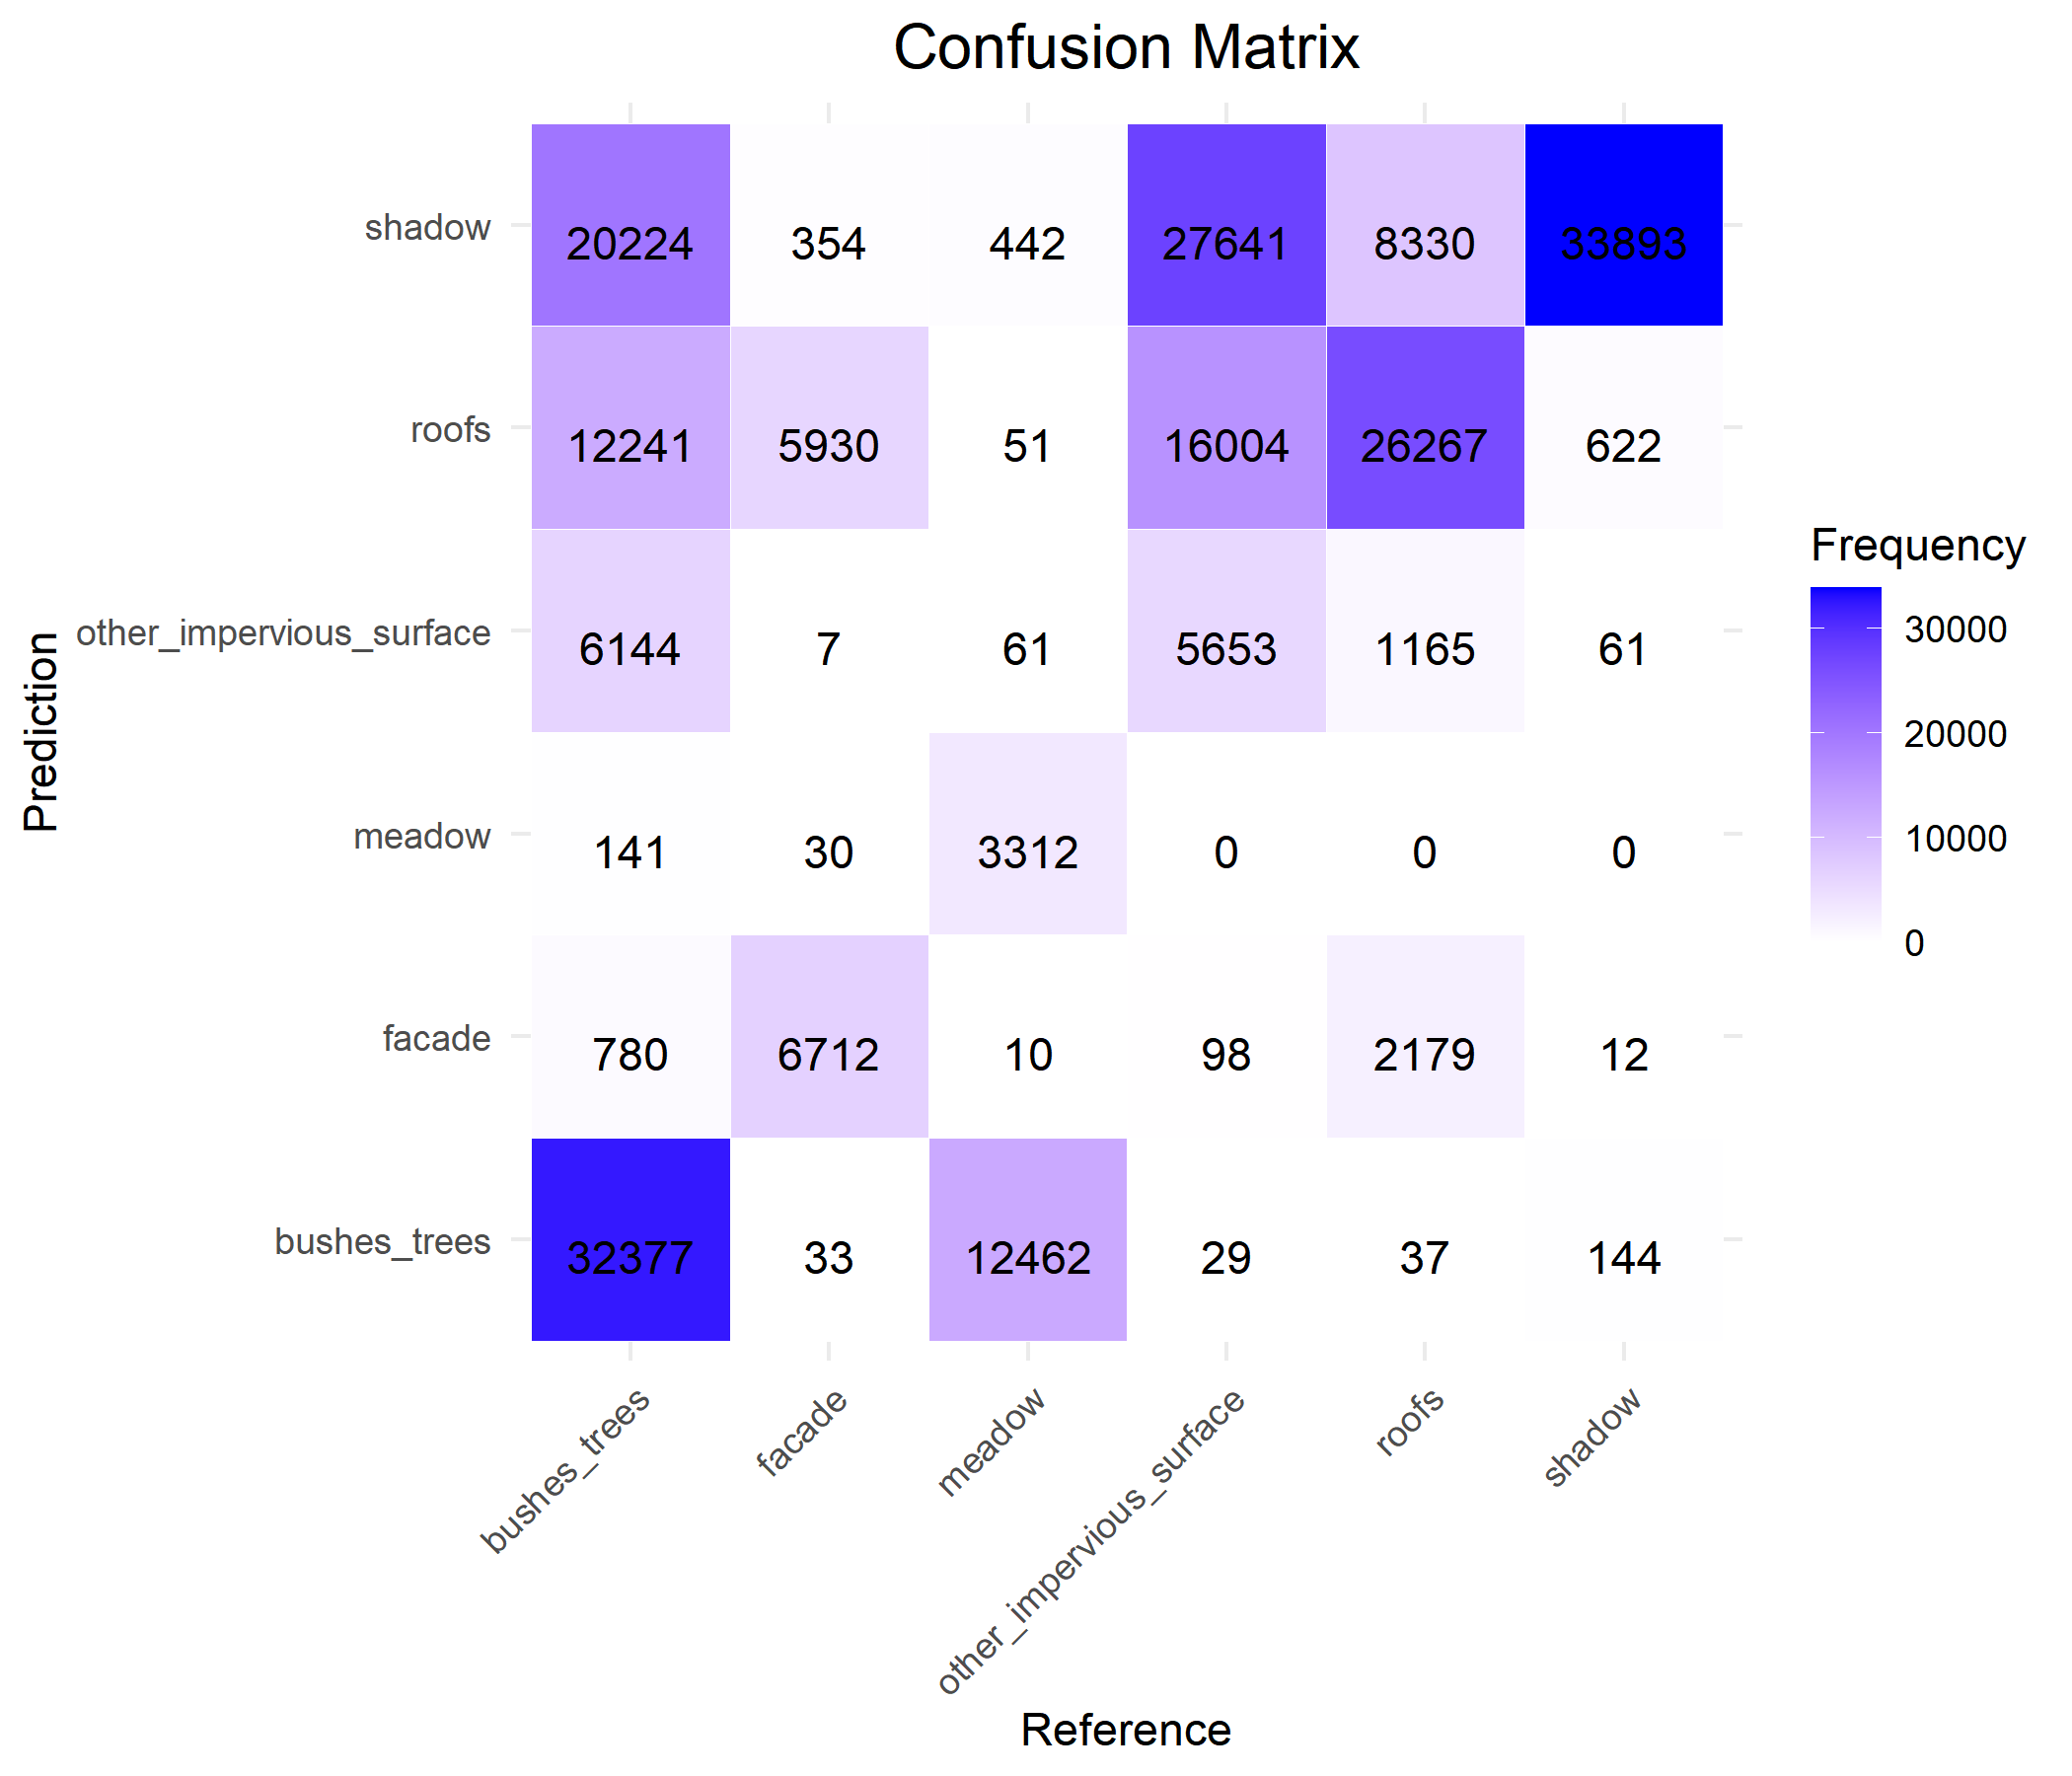 Confusion Matrix
Prediction
shadow 20224 354 442 27641 8330 33893
roofs 12241 5930 51 16004 26267 622
other_impervious_surface 6144 7 61 5653 1165 61
meadow 141 30 3312 0 0 0
facade 780 6712 10 98 2179 12
bushes_trees 32377 33 12462 29 37 144
bushes_trees facade meadow other_impervious_surface roofs shadow
Reference
Frequency
30000
20000
10000
0